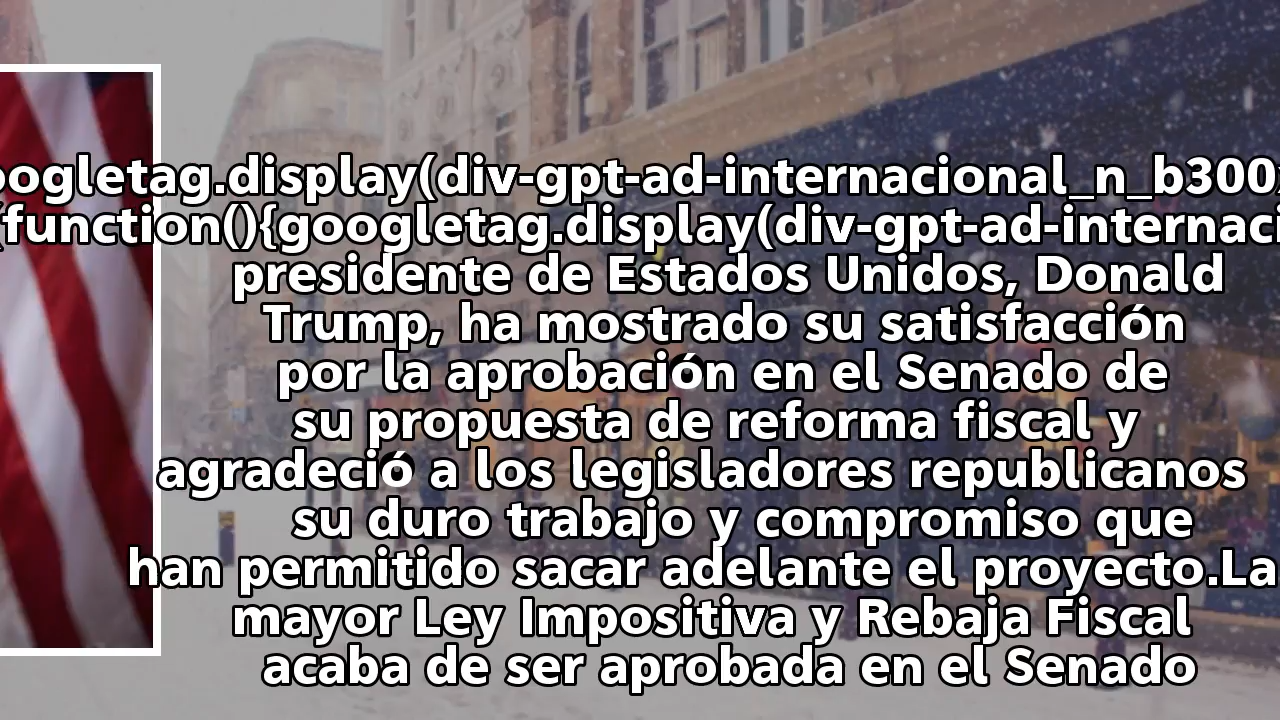 ogletag.display(div-gpt-ad-internacional_n_b300
function(){googletag.display(div-gpt-ad-internaci
presidente de Estados Unidos, Donald
Trump, ha mostrado su satisfacción
por la aprobación en el Senado de
su propuesta de reforma fiscal y
agradeció a los legisladores republicanos
su duro trabajo y compromiso que
han permitido sacar adelante el proyecto.La
mayor Ley Impositiva y Rebaja Fiscal
acaba de ser aprobada en el Senado